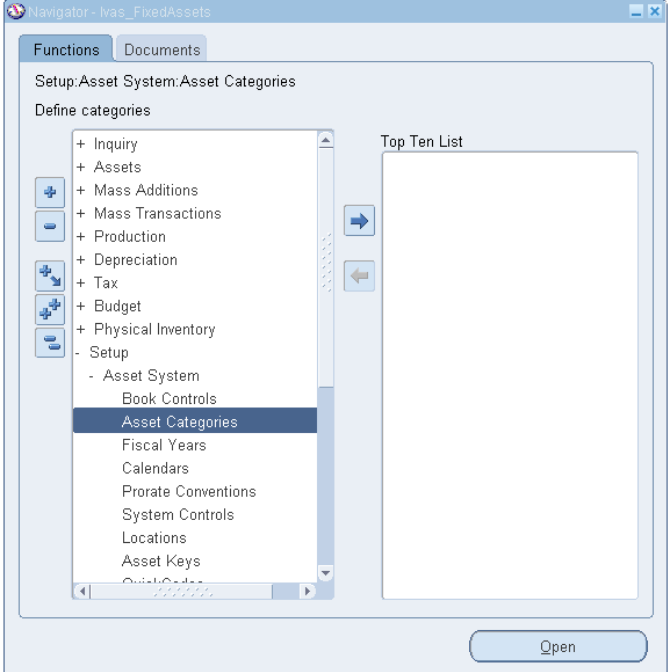 Navigator - Ivas_FixedAssets
Functions
Documents
Setup:Asset System:Asset Categories
Define categories
Top Ten List
+ Inquiry
+ Assets
+ Mass Additions
+ Mass Transactions
+ Production
+ Depreciation
+ Tax
+ Budget
+ Physical Inventory
- Setup
- Asset System
Book Controls
Asset Categories
Fiscal Years
Calendars
Prorate Conventions
System Controls
Locations
Asset Keys
QuickCodes
Open